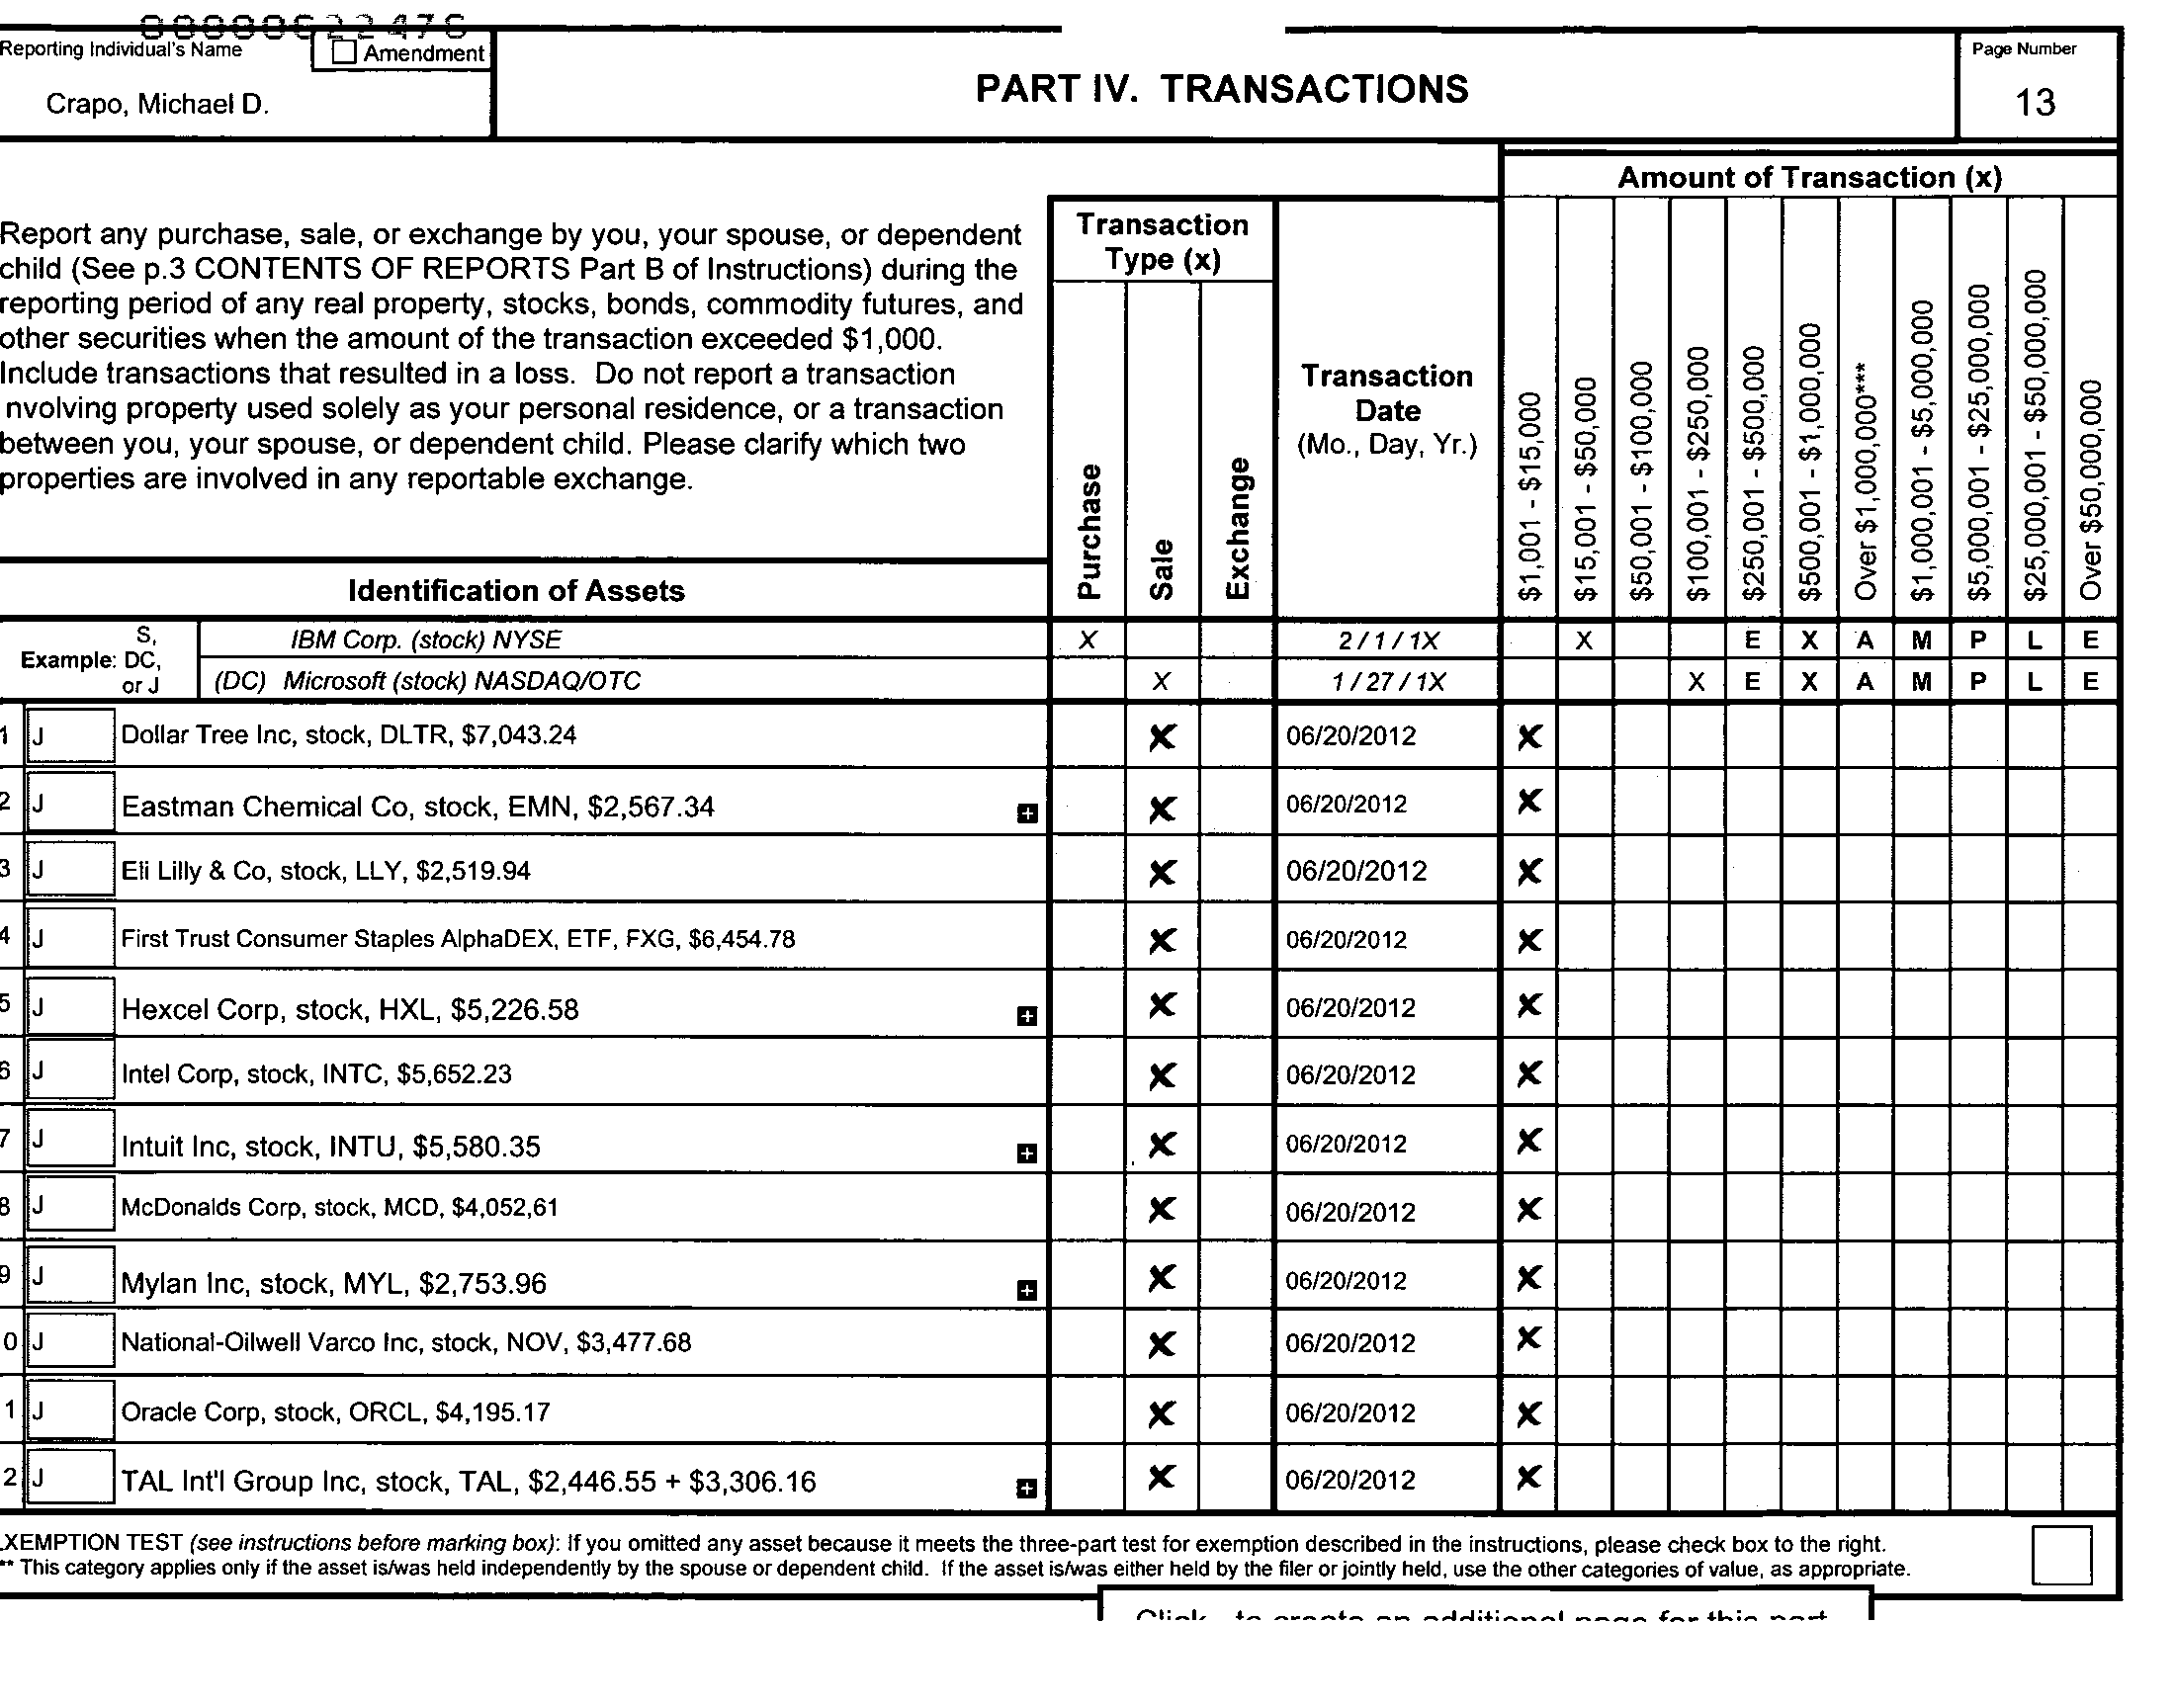 Reporting Individual's Name
Amendment
Crapo, Michael D.
PART IV. TRANSACTIONS
Page Number
13
Amount of Transaction (x)
Report any purchase, sale, or exchange by you, your spouse, or dependent
child (See p.3 CONTENTS OF REPORTS Part B of Instructions) during the
reporting period of any real property, stocks, bonds, commodity futures, and
other securities when the amount of the transaction exceeded $1,000.
Include transactions that resulted in a loss. Do not report a transaction
nvolving property used solely as your personal residence, or a transaction
between you, your spouse, or dependent child. Please clarify which two
properties are involved in any reportable exchange.
Transaction
Type (x)
Purchase
Sale
Exchange
Transaction
Date
(Mo., Day, Yr.)
$1,001 - $15,000
$15,001 - $50,000
$50,001 - $100,000
$100,001 - $250,000
$250,001 - $500,000
$500,001 - $1,000,000
Over $1,000,000***
$1,000,001 - $5,000,000
$5,000,001 - $25,000,000
$25,000,001 - $50,000,000
Over $50,000,000
Identification of Assets
Example: S, DC, or J
IBM Corp. (stock) NYSE X 2 / 1 / 1X X E X A M P L E
(DC) Microsoft (stock) NASDAQ/OTC X 1 / 27 / 1X X E X A M P L E
1 J Dollar Tree Inc, stock, DLTR, $7,043.24 X 06/20/2012 X
2 J Eastman Chemical Co, stock, EMN, $2,567.34 + X 06/20/2012 X
3 J Eli Lilly & Co, stock, LLY, $2,519.94 X 06/20/2012 X
4 J First Trust Consumer Staples AlphaDEX, ETF, FXG, $6,454.78 X 06/20/2012 X
5 J Hexcel Corp, stock, HXL, $5,226.58 + X 06/20/2012 X
6 J Intel Corp, stock, INTC, $5,652.23 X 06/20/2012 X
7 J Intuit Inc, stock, INTU, $5,580.35 + X 06/20/2012 X
8 J McDonalds Corp, stock, MCD, $4,052,61 X 06/20/2012 X
9 J Mylan Inc, stock, MYL, $2,753.96 + X 06/20/2012 X
0 J National-Oilwell Varco Inc, stock, NOV, $3,477.68 X 06/20/2012 X
1 J Oracle Corp, stock, ORCL, $4,195.17 X 06/20/2012 X
2 J TAL Int'l Group Inc, stock, TAL, $2,446.55 + $3,306.16 + X 06/20/2012 X
XEMPTION TEST (see instructions before marking box): If you omitted any asset because it meets the three-part test for exemption described in the instructions, please check box to the right.
** This category applies only if the asset is/was held independently by the spouse or dependent child. If the asset is/was either held by the filer or jointly held, use the other categories of value, as appropriate.
Click to create an additional page for this part